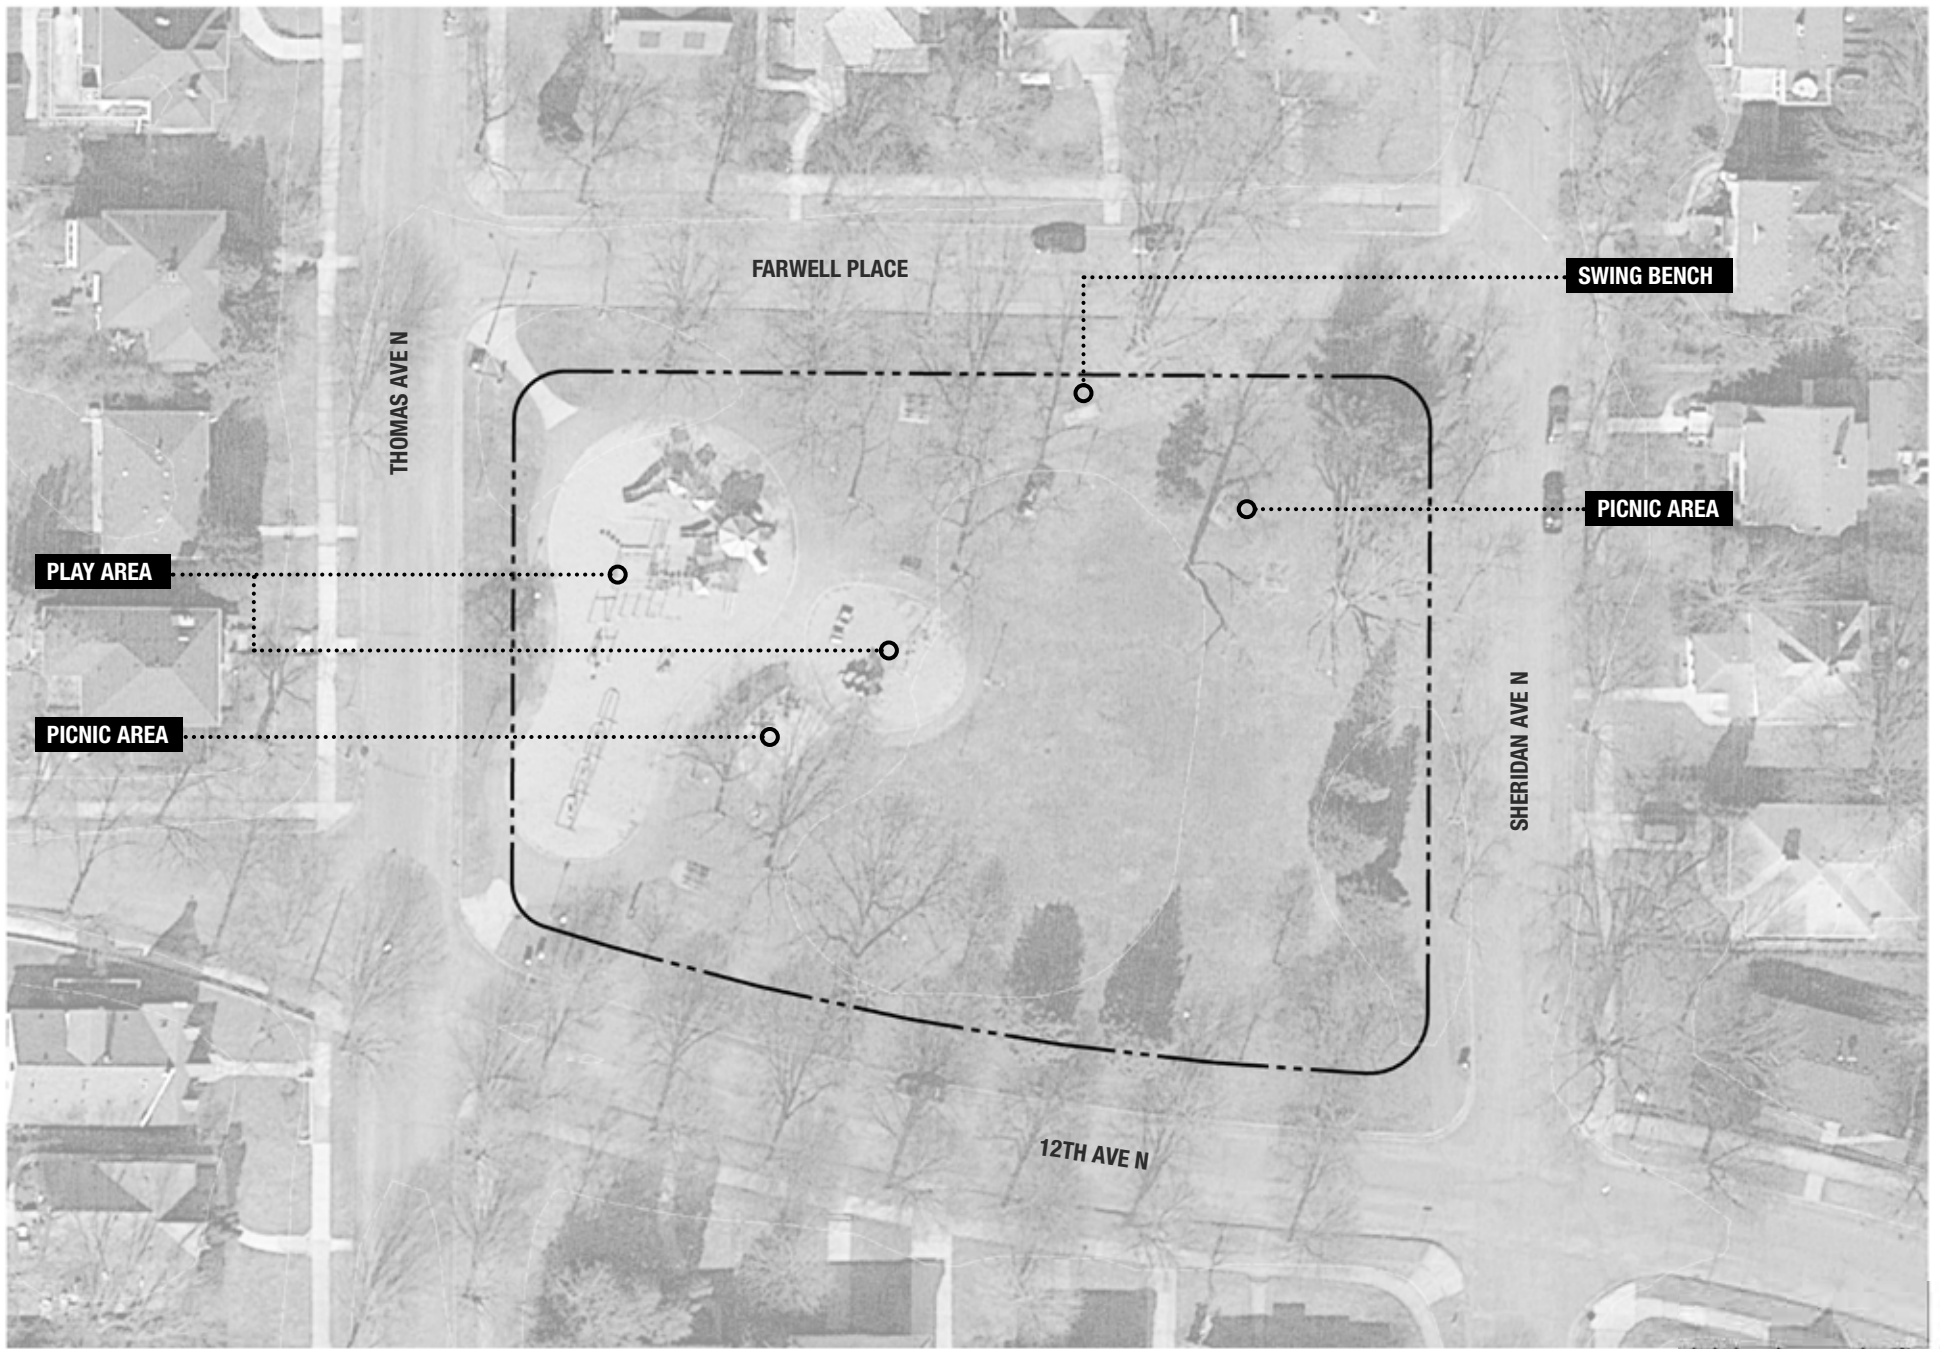 FARWELL PLACE
SWING BENCH
THOMAS AVE N
PICNIC AREA
PLAY AREA
SHERIDAN AVE N
PICNIC AREA
12TH AVE N